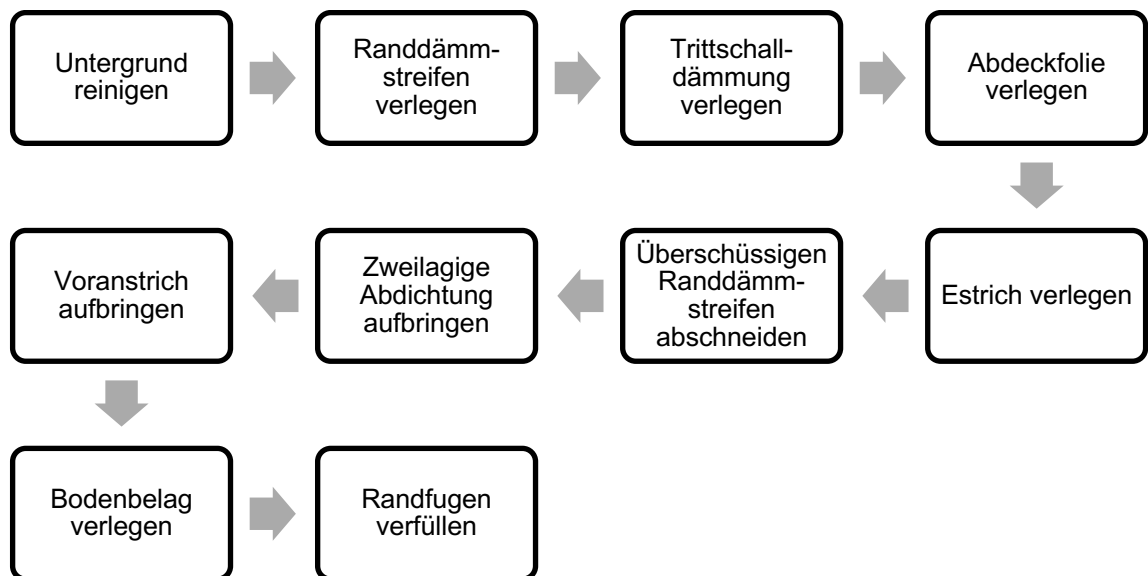 Untergrund
reinigen
Randdämm-
streifen
verlegen
Trittschall-
dämmung
verlegen
Abdeckfolie
verlegen
Estrich verlegen
Überschüssigen
Randdämm-
streifen
abschneiden
Zweilagige
Abdichtung
aufbringen
Voranstrich
aufbringen
Bodenbelag
verlegen
Randfugen
verfüllen